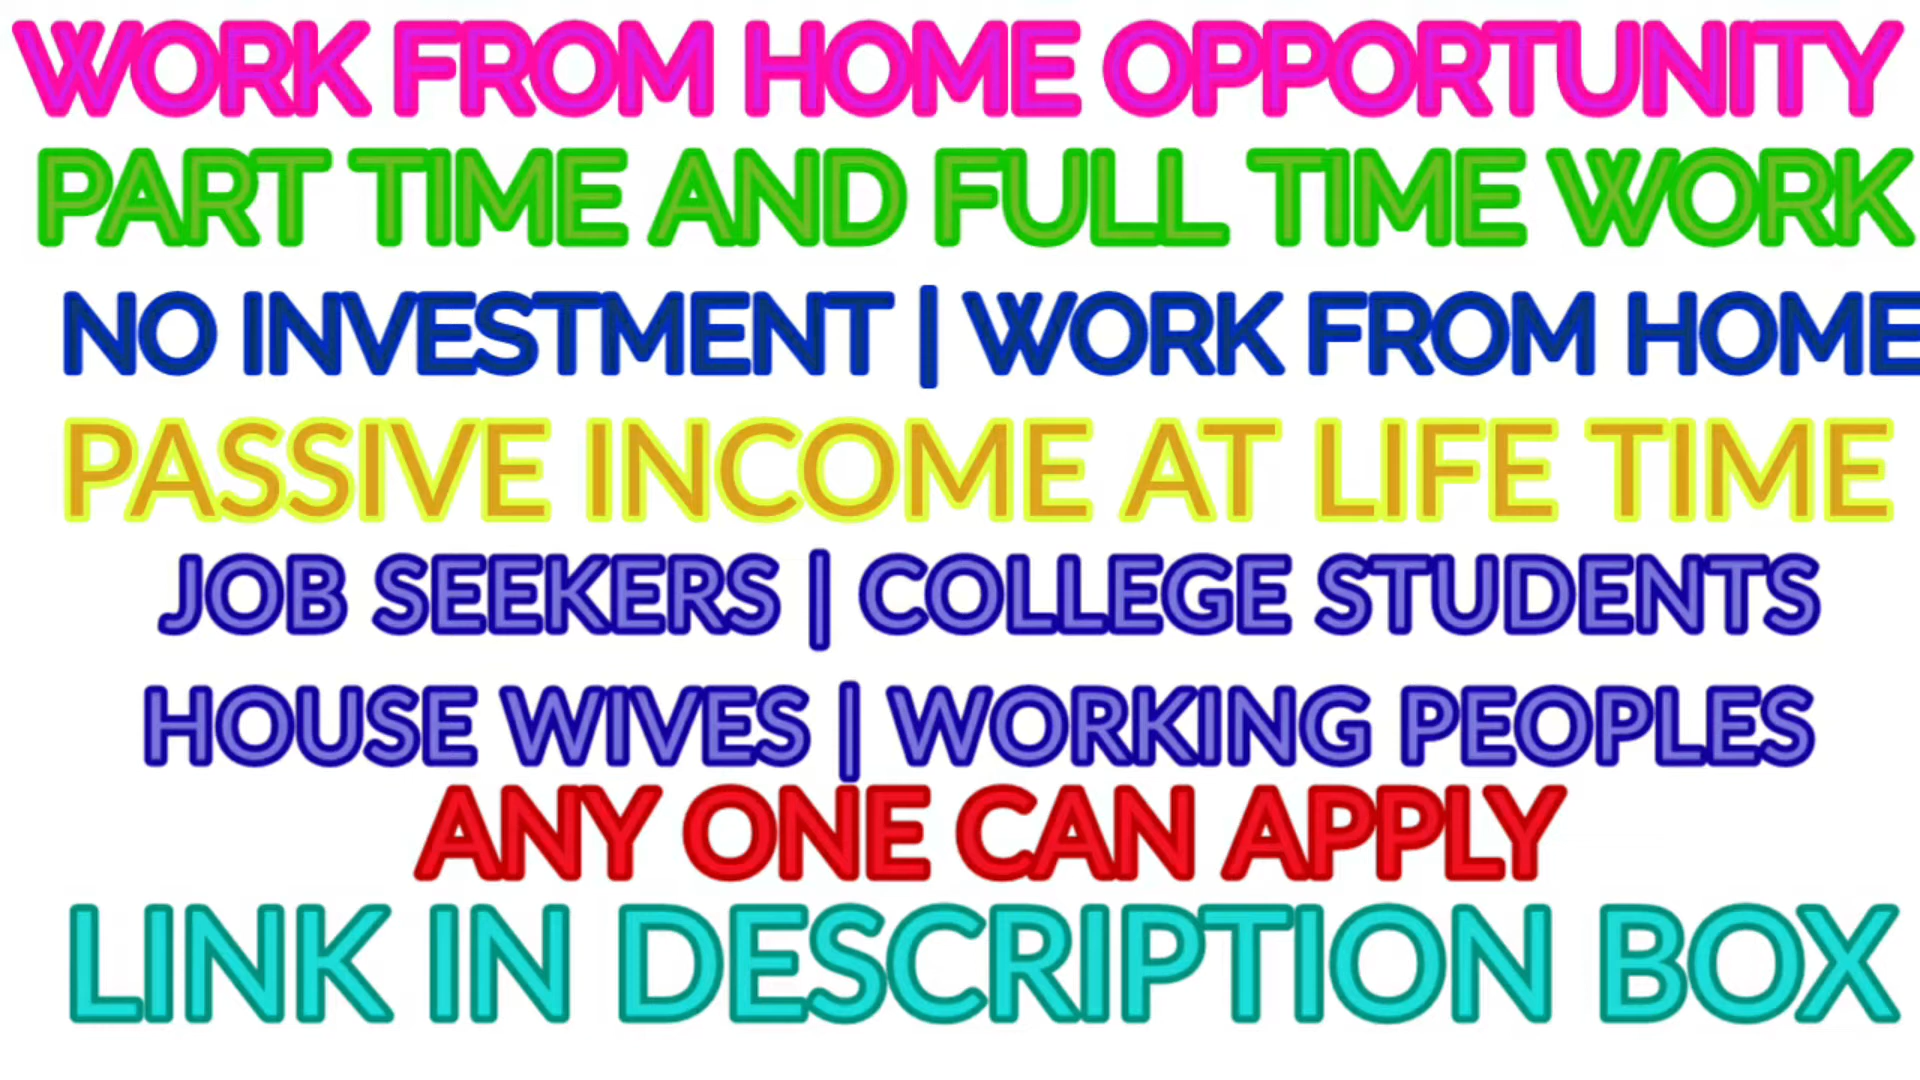 WORK FROM HOME OPPORTUNITY
PART TIME AND FULL TIME WORK
NO INVESTMENT | WORK FROM HOME
PASSIVE INCOME AT LIFE TIME
JOB SEEKERS | COLLEGE STUDENTS
HOUSE WIVES | WORKING PEOPLES
ANY ONE CAN APPLY
LINK IN DESCRIPTION BOX